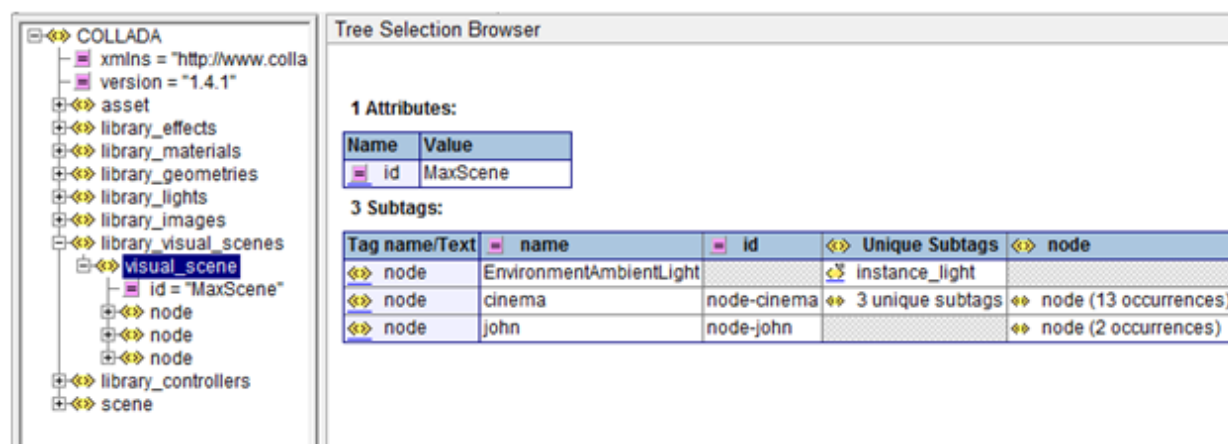 COLLADA
xmlns = "http://www.colla
version = "1.4.1"
asset
library_effects
library_materials
library_geometries
library_lights
library_images
library_visual_scenes
visual_scene
id = "MaxScene"
node
node
node
library_controllers
scene
Tree Selection Browser
1 Attributes:
Name Value
id MaxScene
3 Subtags:
Tag name/Text name id Unique Subtags node
node EnvironmentAmbientLight instance_light
node cinema node-cinema 3 unique subtags node (13 occurrences)
node john node-john node (2 occurrences)